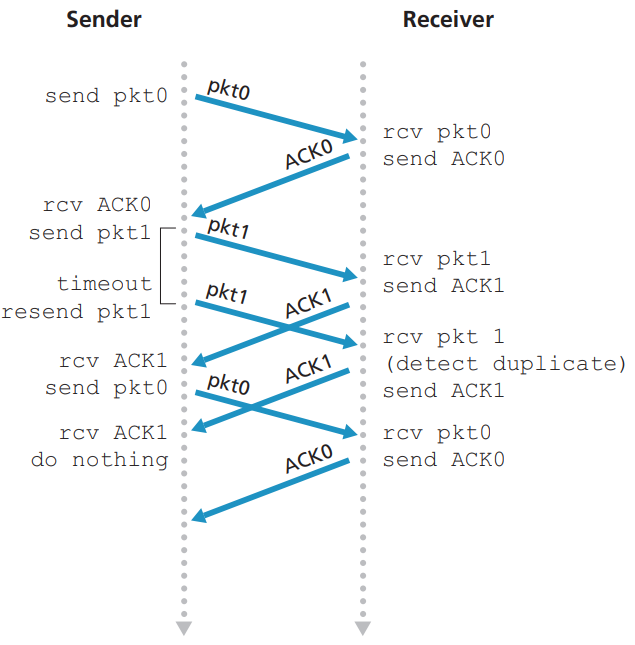 Sender
Receiver
send pkt0
pkt0
rcv pkt0
send ACK0
ACK0
rcv ACK0
send pkt1
pkt1
rcv pkt1
send ACK1
timeout
resend pkt1
pkt1
ACK1
rcv pkt 1
(detect duplicate)
send ACK1
rcv ACK1
send pkt0
pkt0
ACK1
rcv ACK1
do nothing
rcv pkt0
send ACK0
ACK0